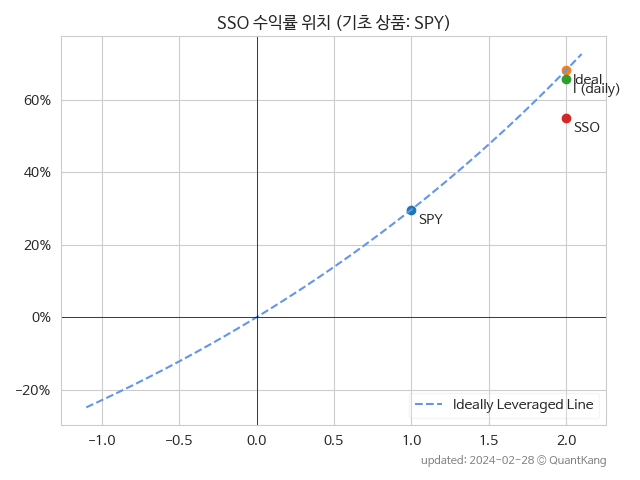 SSO 수익률 위치 (기초 상품: SPY)
60%
40%
20%
0%
−20%
Ideal
(daily)
SSO
SPY
Ideally Leveraged Line
−1.0 −0.5 0.0 0.5 1.0 1.5 2.0
updated: 2024-02-28 © QuantKang